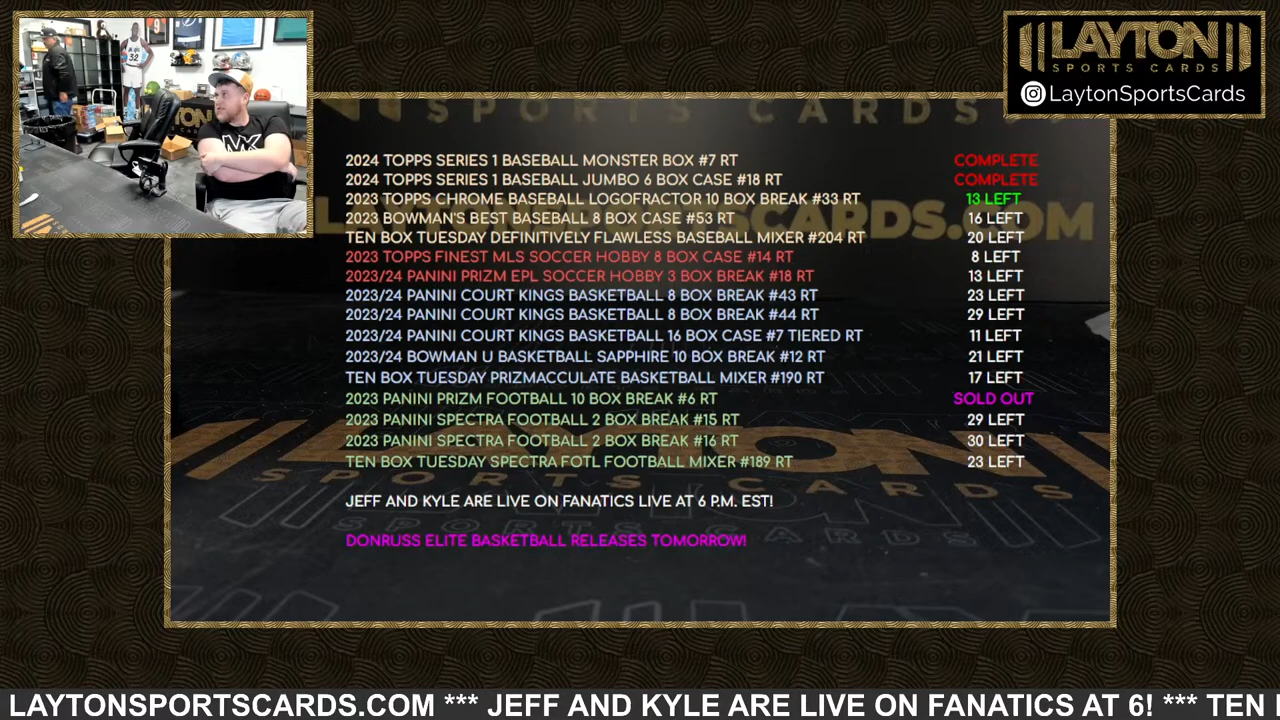 LAYTON
SPORTS CARDS
LaytonSportsCards
32
SPORTS CARDS
2024 TOPPS SERIES 1 BASEBALL MONSTER BOX #7 RT COMPLETE
2024 TOPPS SERIES 1 BASEBALL JUMBO 6 BOX CASE #18 RT COMPLETE
2023 TOPPS CHROME BASEBALL LOGOFRACTOR 10 BOX BREAK #33 RT 13 LEFT
2023 BOWMAN'S BEST BASEBALL 8 BOX CASE #53 RT 16 LEFT
TEN BOX TUESDAY DEFINITIVELY FLAWLESS BASEBALL MIXER #204 RT 20 LEFT
2023 TOPPS FINEST MLS SOCCER HOBBY 8 BOX CASE #14 RT 8 LEFT
2023/24 PANINI PRIZM EPL SOCCER HOBBY 3 BOX BREAK #18 RT 13 LEFT
2023/24 PANINI COURT KINGS BASKETBALL 8 BOX BREAK #43 RT 23 LEFT
2023/24 PANINI COURT KINGS BASKETBALL 8 BOX BREAK #44 RT 29 LEFT
2023/24 PANINI COURT KINGS BASKETBALL 16 BOX CASE #7 TIERED RT 11 LEFT
2023/24 BOWMAN U BASKETBALL SAPPHIRE 10 BOX BREAK #12 RT 21 LEFT
TEN BOX TUESDAY PRIZMACCULATE BASKETBALL MIXER #190 RT 17 LEFT
2023 PANINI PRIZM FOOTBALL 10 BOX BREAK #6 RT SOLD OUT
2023 PANINI SPECTRA FOOTBALL 2 BOX BREAK #15 RT 29 LEFT
2023 PANINI SPECTRA FOOTBALL 2 BOX BREAK #16 RT 30 LEFT
TEN BOX TUESDAY SPECTRA FOTL FOOTBALL MIXER #189 RT 23 LEFT
SPORTS CARDS
JEFF AND KYLE ARE LIVE ON FANATICS LIVE AT 6 P.M. EST!
DONRUSS ELITE BASKETBALL RELEASES TOMORROW!
LAYTONSPORTSCARDS.COM *** JEFF AND KYLE ARE LIVE ON FANATICS AT 6! *** TEN